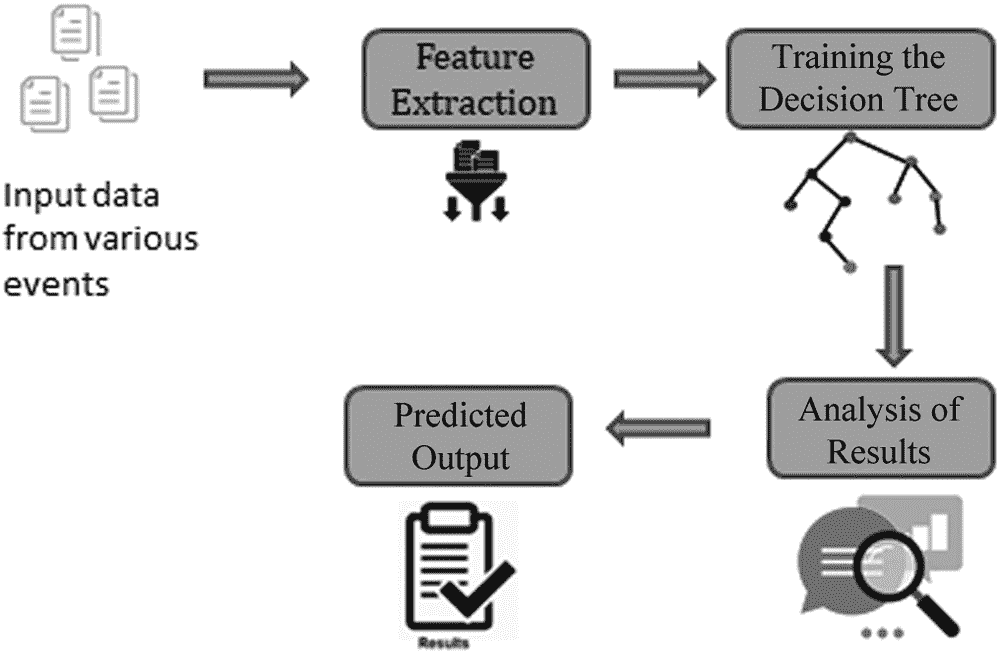 Input data
from various
events
Feature
Extraction
Training the
Decision Tree
Analysis of
Results
Predicted
Output
Results